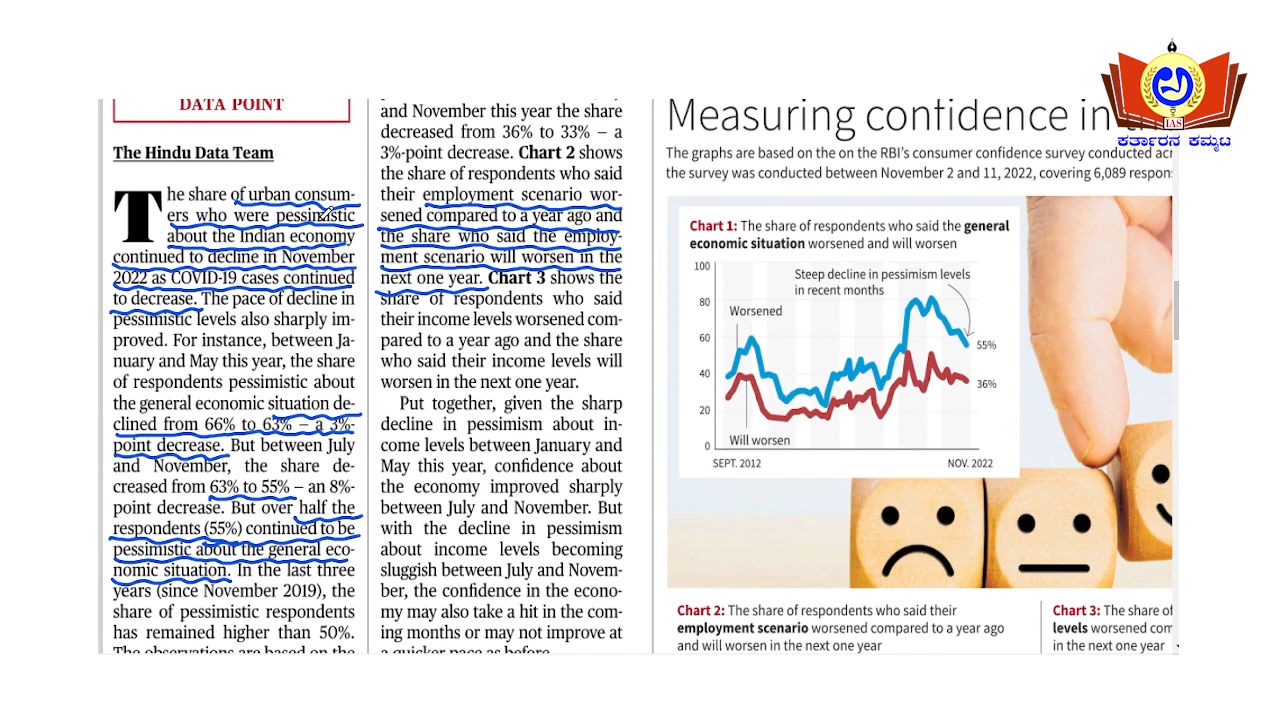 DATA POINT
The Hindu Data Team
The share of urban consum-
ers who were pessimistic
about the Indian economy
continued to decline in November
2022 as COVID-19 cases continued
to decrease. The pace of decline in
pessimistic levels also sharply im-
proved. For instance, between Ja-
nuary and May this year, the share
of respondents pessimistic about
the general economic situation de-
clined from 66% to 63% – a 3%-
point decrease. But between July
and November, the share de-
creased from 63% to 55% – an 8%-
point decrease. But over half the
respondents (55%) continued to be
pessimistic about the general eco-
nomic situation. In the last three
years (since November 2019), the
share of pessimistic respondents
has remained higher than 50%.
The observations are based on the
and November this year the share
decreased from 36% to 33% – a
3%-point decrease. Chart 2 shows
the share of respondents who said
their employment scenario wor-
sened compared to a year ago and
the share who said the employ-
ment scenario will worsen in the
next one year. Chart 3 shows the
share of respondents who said
their income levels worsened com-
pared to a year ago and the share
who said their income levels will
worsen in the next one year.
Put together, given the sharp
decline in pessimism about in-
come levels between January and
May this year, confidence about
the economy improved sharply
between July and November. But
with the decline in pessimism
about income levels becoming
sluggish between July and Novem-
ber, the confidence in the econo-
my may also take a hit in the com-
ing months or may not improve at
a quicker pace as before.
Measuring confidence in
The graphs are based on the on the RBI's consumer confidence survey conducted
the survey was conducted between November 2 and 11, 2022, covering 6,089
Chart 1: The share of respondents who said the general
economic situation worsened and will worsen
Steep decline in pessimism levels
in recent months
Worsened
Will worsen
100
80
60
40
20
0
55%
36%
SEPT. 2012
NOV. 2022
Chart 2: The share of respondents who said their
employment scenario worsened compared to a year ago
and will worsen in the next one year
Chart 3: The share of
levels worsened
in the next one year
IAS
ಕರ್ತಾರನ ಕಮ್ಮಟ